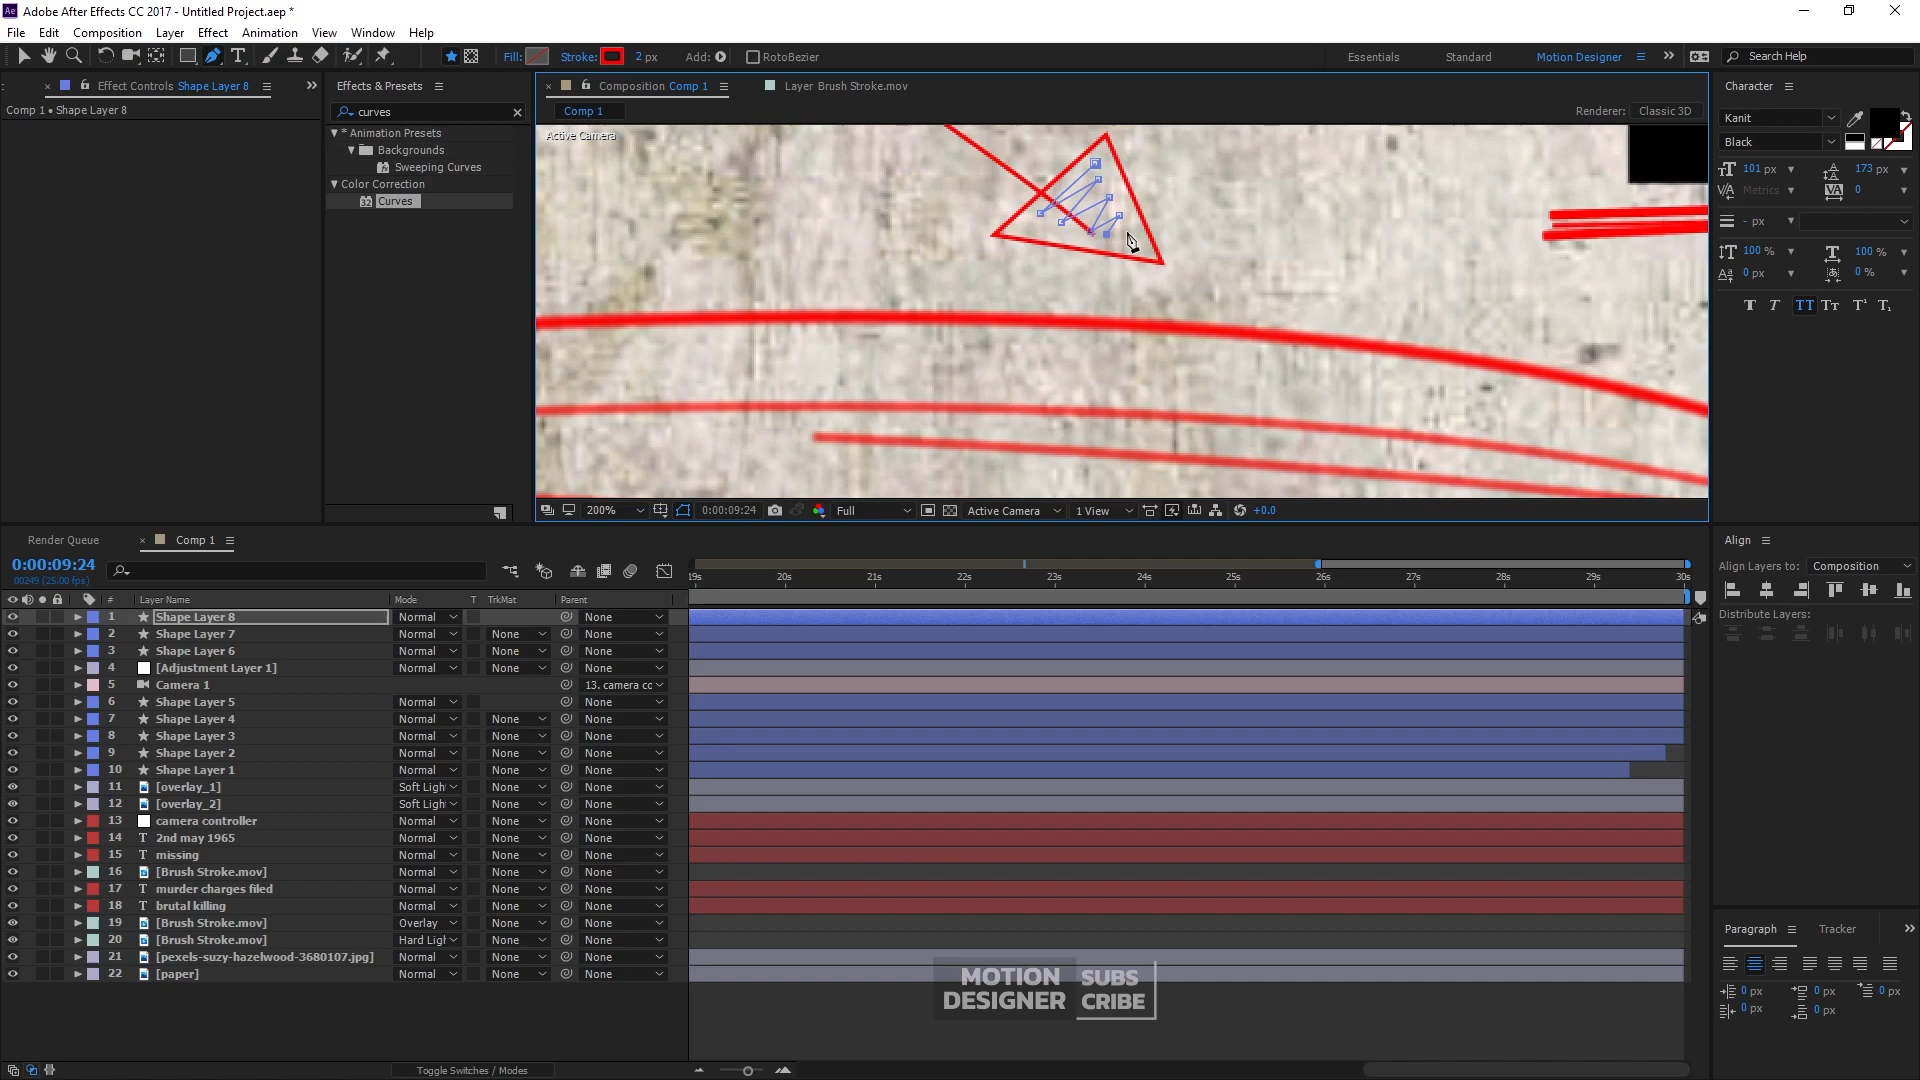 Adobe After Effects CC 2017 - Untitled Project.aep *
File Edit Composition Layer Effect Animation View Window Help
Fill: Stroke: 2 px Add: RotoBezier Essentials Standard Motion Designer Search Help
Effect Controls Shape Layer 8
Effects & Presets
Composition Comp 1
Layer Brush Stroke.mov
Character
Comp 1 • Shape Layer 8
curves
Comp 1
Renderer: Classic 3D
* Animation Presets
Backgrounds
Sweeping Curves
Color Correction
Curves
Active Camera
Kanit
Black
101 px 173 px
Metrics 0
- px
100 % 100 %
0 px 0 %
200% 0:00:09:24 Full Active Camera 1 View +0.0
Render Queue Comp 1
Align
0:00:09:24
00249 (25.00 fps)
19s 20s 21s 22s 23s 24s 25s 26s 27s 28s 29s 30s
Align Layers to: Composition
Distribute Layers:
# Layer Name Mode T TrkMat Parent
1 Shape Layer 8 Normal None
2 Shape Layer 7 Normal None None
3 Shape Layer 6 Normal None None
4 [Adjustment Layer 1] Normal None None
5 Camera 1 13. camera cc
6 Shape Layer 5 Normal None
7 Shape Layer 4 Normal None None
8 Shape Layer 3 Normal None None
9 Shape Layer 2 Normal None None
10 Shape Layer 1 Normal None None
11 [overlay_1] Soft Ligh None None
12 [overlay_2] Soft Ligh None None
13 camera controller Normal None None
14 2nd may 1965 Normal None None
15 missing Normal None None
16 [Brush Stroke.mov] Normal None None
17 murder charges filed Normal None None
18 brutal killing Normal None None
19 [Brush Stroke.mov] Overlay None None
20 [Brush Stroke.mov] Hard Ligh None None
21 [pexels-suzy-hazelwood-3680107.jpg] Normal None None
22 [paper] Normal None None
Paragraph Tracker
0 px 0 px 0 px
0 px 0 px
MOTION DESIGNER
SUBSCRIBE
Toggle Switches / Modes